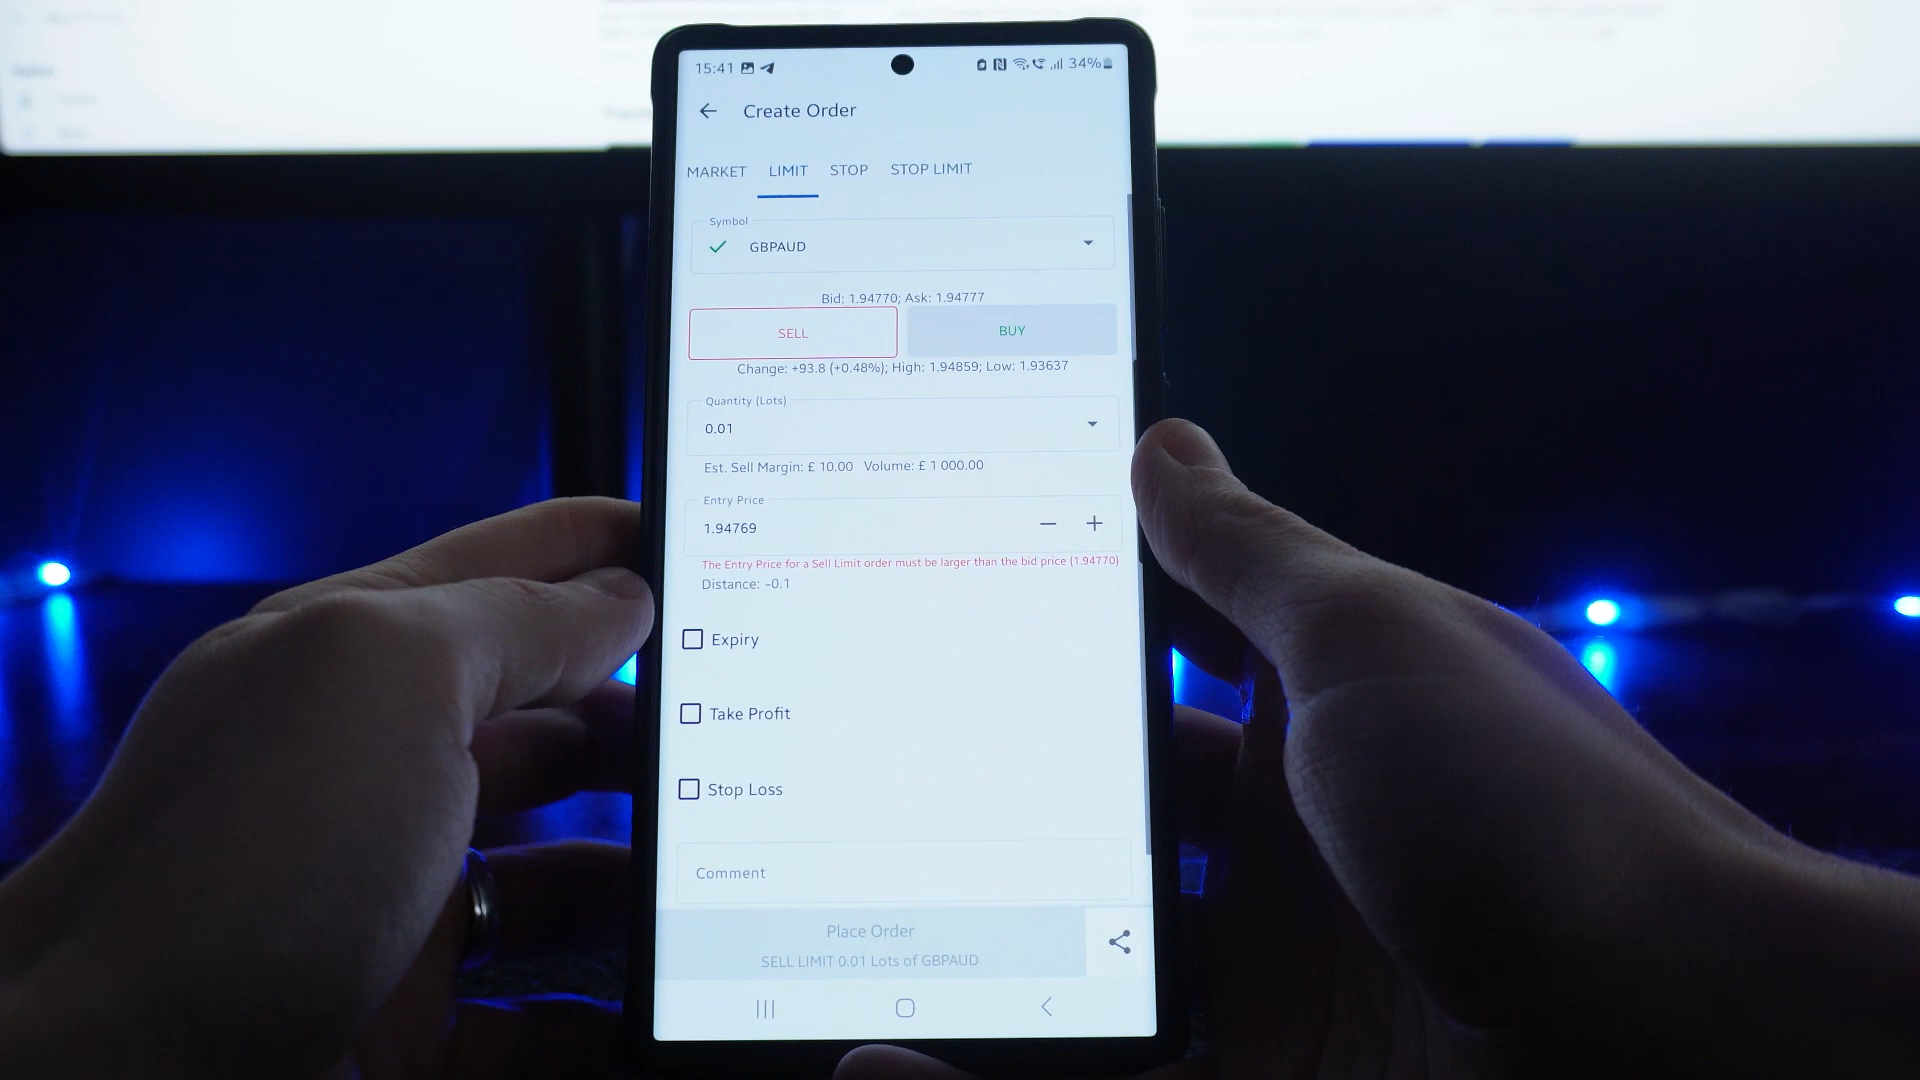 15:41 34%
Create Order
MARKET LIMIT STOP STOP LIMIT
Symbol
GBPAUD
Bid: 1.94770; Ask: 1.94777
SELL BUY
Change: +93.8 (+0.48%); High: 1.94859; Low: 1.93637
Quantity (Lots)
0.01
Est. Sell Margin: £ 10.00 Volume: £ 1 000.00
Entry Price
1.94769
The Entry Price for a Sell Limit order must be larger than the bid price (1.94770)
Distance: -0.1
Expiry
Take Profit
Stop Loss
Comment
Place Order
SELL LIMIT 0.01 Lots of GBPAUD